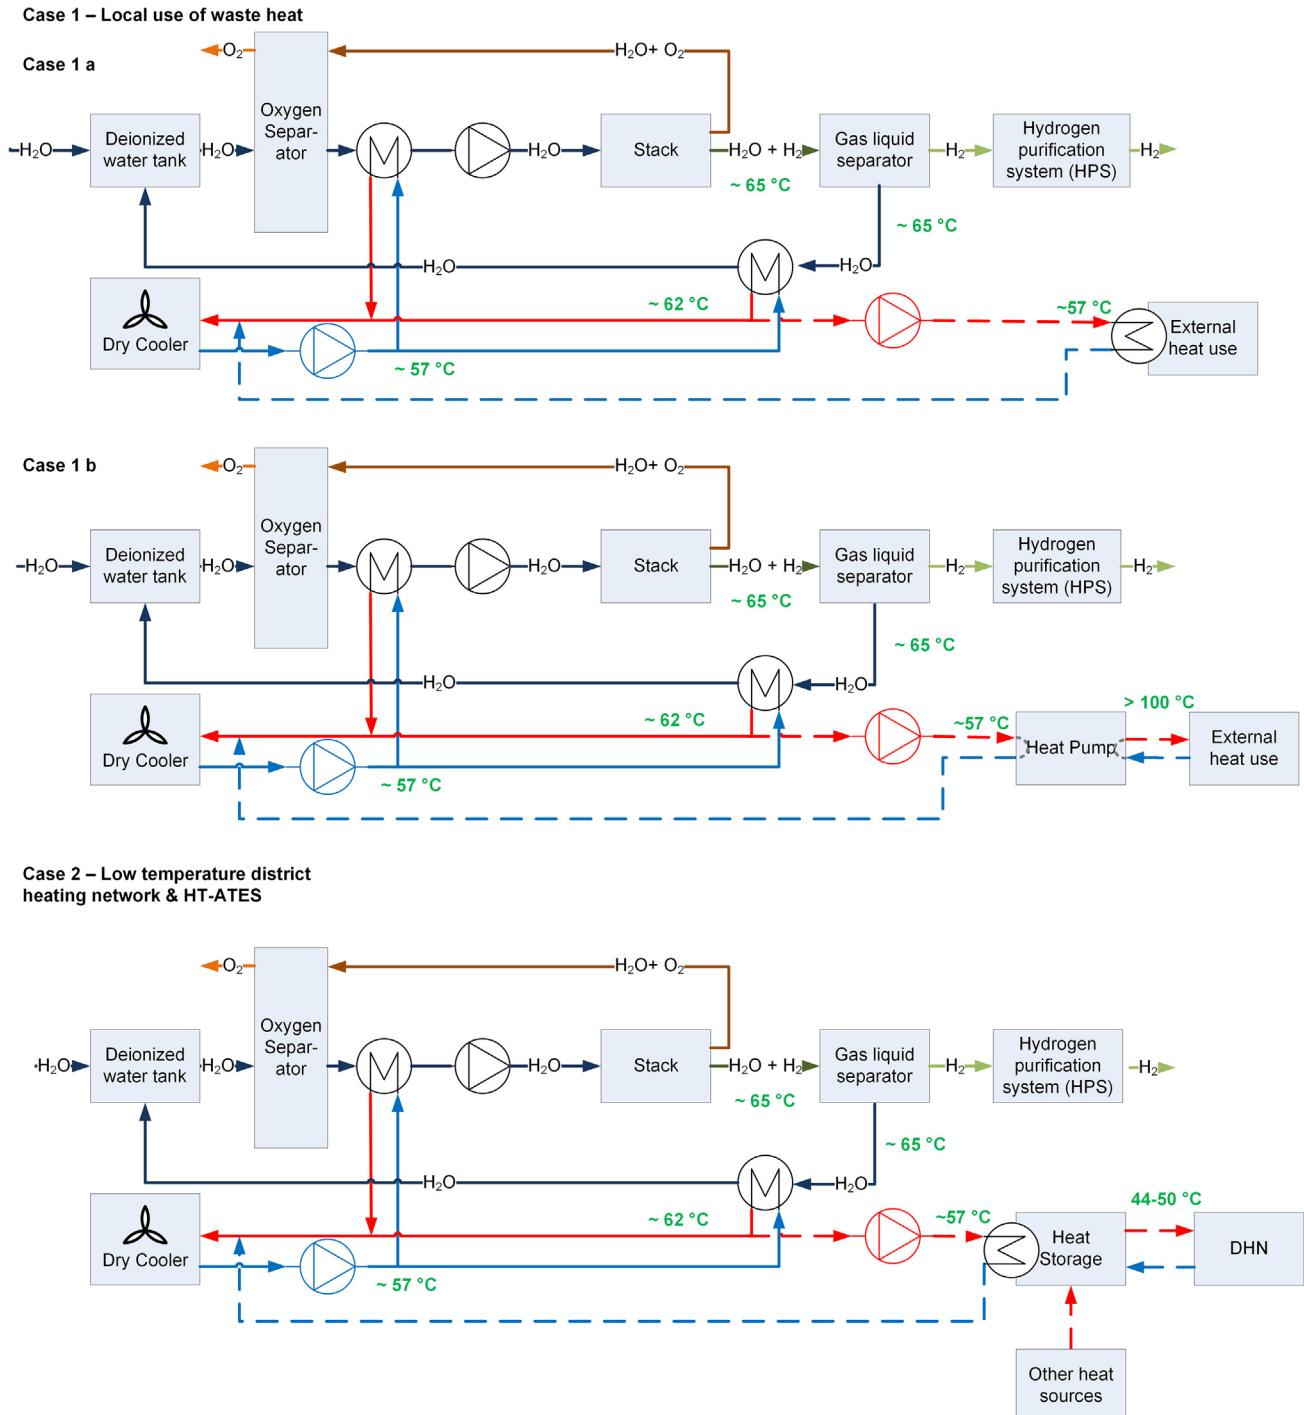 Case 1 – Local use of waste heat
Case 1 a
O₂
H₂O+ O₂
Oxygen
Separ-
ator
H₂O
Deionized
water tank
H₂O
H₂O
Stack
H₂O + H₂
~ 65 °C
Gas liquid
separator
H₂
Hydrogen
purification
system (HPS)
H₂
~ 65 °C
H₂O
H₂O
Dry Cooler
~ 62 °C
~ 57 °C
~57 °C
External
heat use
Case 1 b
O₂
H₂O+ O₂
Oxygen
Separ-
ator
H₂O
Deionized
water tank
H₂O
H₂O
Stack
H₂O + H₂
~ 65 °C
Gas liquid
separator
H₂
Hydrogen
purification
system (HPS)
H₂
~ 65 °C
H₂O
H₂O
Dry Cooler
~ 62 °C
~ 57 °C
~57 °C
Heat Pump
> 100 °C
External
heat use
Case 2 – Low temperature district
heating network & HT-ATES
O₂
H₂O+ O₂
Oxygen
Separ-
ator
H₂O
Deionized
water tank
H₂O
H₂O
Stack
H₂O + H₂
~ 65 °C
Gas liquid
separator
H₂
Hydrogen
purification
system (HPS)
H₂
~ 65 °C
H₂O
H₂O
Dry Cooler
~ 62 °C
~ 57 °C
~57 °C
Heat
Storage
44-50 °C
DHN
Other heat
sources